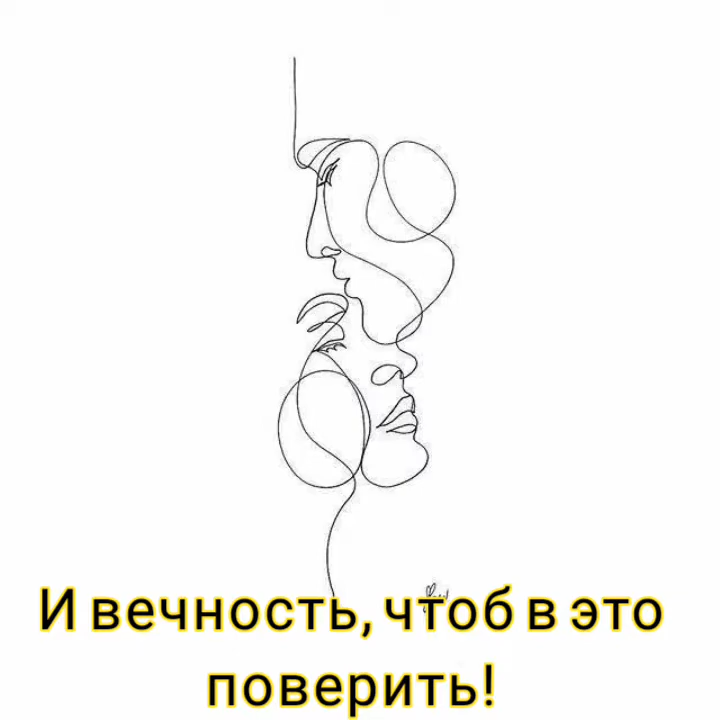 И вечность, чтоб в это
поверить!